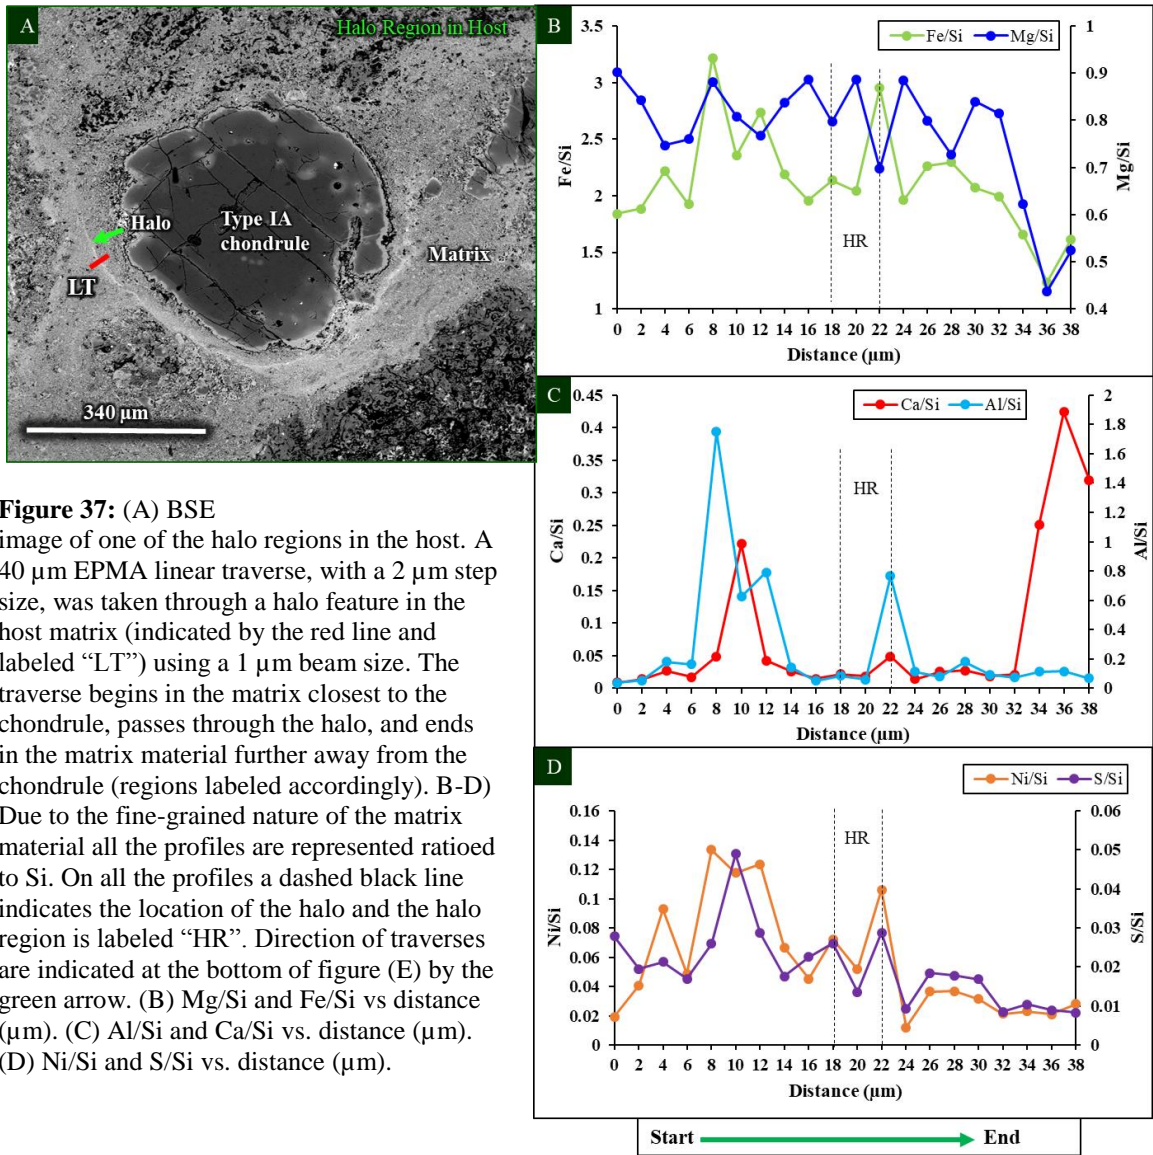 A
Halo Region in Host
Halo
Type IA
chondrule
Matrix
LT
340 µm
Figure 37: (A) BSE
image of one of the halo regions in the host. A
40 µm EPMA linear traverse, with a 2 µm step
size, was taken through a halo feature in the
host matrix (indicated by the red line and
labeled “LT”) using a 1 µm beam size. The
traverse begins in the matrix closest to the
chondrule, passes through the halo, and ends
in the matrix material further away from the
chondrule (regions labeled accordingly). B-D)
Due to the fine-grained nature of the matrix
material all the profiles are represented ratioed
to Si. On all the profiles a dashed black line
indicates the location of the halo and the halo
region is labeled “HR”. Direction of traverses
are indicated at the bottom of figure (E) by the
green arrow. (B) Mg/Si and Fe/Si vs distance
(µm). (C) Al/Si and Ca/Si vs. distance (µm).
(D) Ni/Si and S/Si vs. distance (µm).
B
Fe/Si Mg/Si
3.5
3
2.5
2
1.5
1
Fe/Si
HR
1
0.9
0.8
0.7
0.6
0.5
0.4
Mg/Si
0 2 4 6 8 10 12 14 16 18 20 22 24 26 28 30 32 34 36 38
Distance (µm)
C
Ca/Si Al/Si
0.45
0.4
0.35
0.3
0.25
0.2
0.15
0.1
0.05
0
Ca/Si
HR
2
1.8
1.6
1.4
1.2
1
0.8
0.6
0.4
0.2
0
Al/Si
0 2 4 6 8 10 12 14 16 18 20 22 24 26 28 30 32 34 36 38
Distance (µm)
D
Ni/Si S/Si
0.16
0.14
0.12
0.1
0.08
0.06
0.04
0.02
0
Ni/Si
HR
0.06
0.05
0.04
0.03
0.02
0.01
0
S/Si
0 2 4 6 8 10 12 14 16 18 20 22 24 26 28 30 32 34 36 38
Distance (µm)
Start End